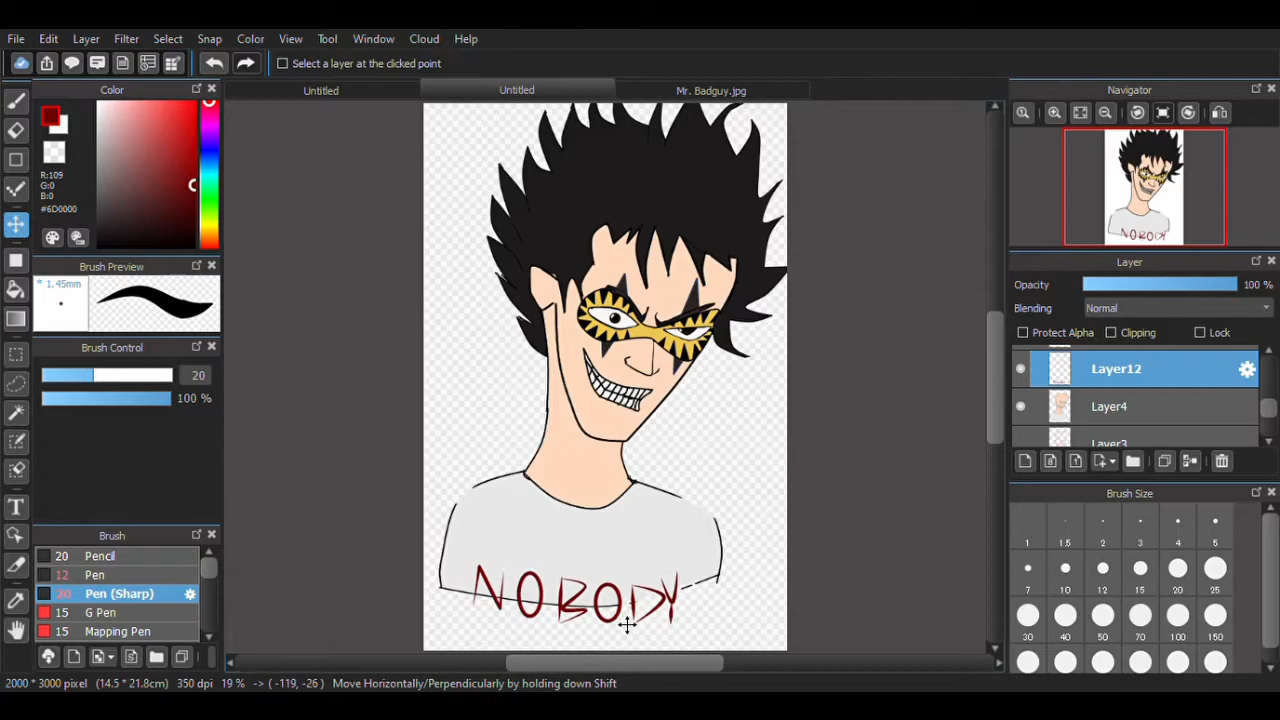 File Edit Layer Filter Select Snap Color View Tool Window Cloud Help
Select a layer at the clicked point
Color
Untitled
Untitled
Mr. Badguy.jpg
Navigator
R:109
G:0
B:0
#6D0000
Brush Preview
* 1.45mm
Brush Control
20
100 %
Brush
20 Pencil
12 Pen
20 Pen (Sharp)
15 G Pen
15 Mapping Pen
NOBODY
Layer
Opacity 100 %
Blending Normal
Protect Alpha Clipping Lock
Layer12
Layer4
Layer3
Brush Size
1 1.5 2 3 4 5
7 10 12 15 20 25
30 40 50 70 100 150
2000 * 3000 pixel (14.5 * 21.8cm) 350 dpi 19 % -> ( -119, -26 ) Move Horizontally/Perpendicularly by holding down Shift